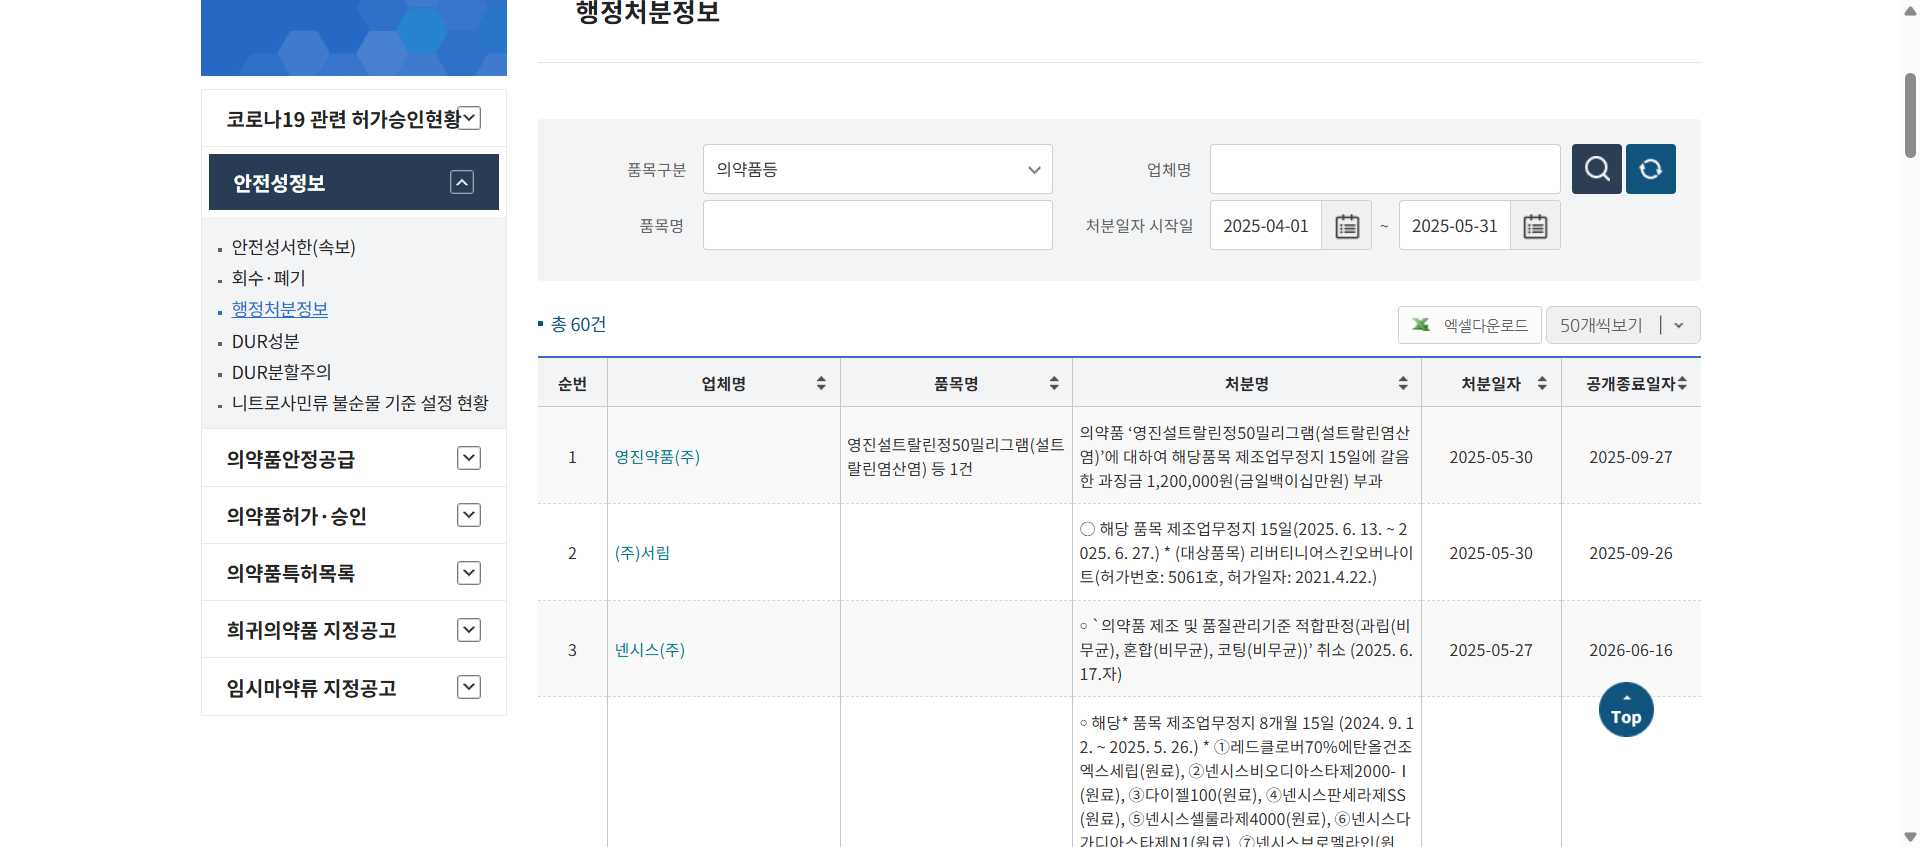 행정처분정보
코로나19 관련 허가승인현황
안전성정보
안전성서한(속보)
회수·폐기
행정처분정보
DUR성분
DUR분할주의
니트로사민류 불순물 기준 설정 현황
의약품안정공급
의약품허가·승인
의약품특허목록
희귀의약품 지정공고
임시마약류 지정공고
품목구분
의약품등
업체명
품목명
처분일자 시작일
2025-04-01
~
2025-05-31
총 60건
엑셀다운로드
50개씩보기
순번
업체명
품목명
처분명
처분일자
공개종료일자
1
영진약품(주)
영진설트랄린정50밀리그램(설트
랄린염산염) 등 1건
의약품 ‘영진설트랄린정50밀리그램(설트랄린염산
염)’에 대하여 해당품목 제조업무정지 15일에 갈음
한 과징금 1,200,000원(금일백이십만원) 부과
2025-05-30
2025-09-27
2
(주)서림
○ 해당 품목 제조업무정지 15일(2025. 6. 13. ~ 2
025. 6. 27.) * (대상품목) 리버티니어스킨오버나이
트(허가번호: 5061호, 허가일자: 2021.4.22.)
2025-05-30
2025-09-26
3
넨시스(주)
○ `의약품 제조 및 품질관리기준 적합판정(과립(비
무균), 혼합(비무균), 코팅(비무균))’ 취소 (2025. 6.
17.자)
2025-05-27
2026-06-16
○ 해당* 품목 제조업무정지 8개월 15일 (2024. 9. 1
2. ~ 2025. 5. 26.) * ①레드클로버70%에탄올건조
엑스세립(원료), ②넨시스비오디아스타제2000-Ⅰ
(원료), ③다이젤100(원료), ④넨시스판세라제SS
(원료), ⑤넨시스셀룰라제4000(원료), ⑥넨시스다
가디아스타제N1(원료), ⑦넨시스브로멜라인(원
Top